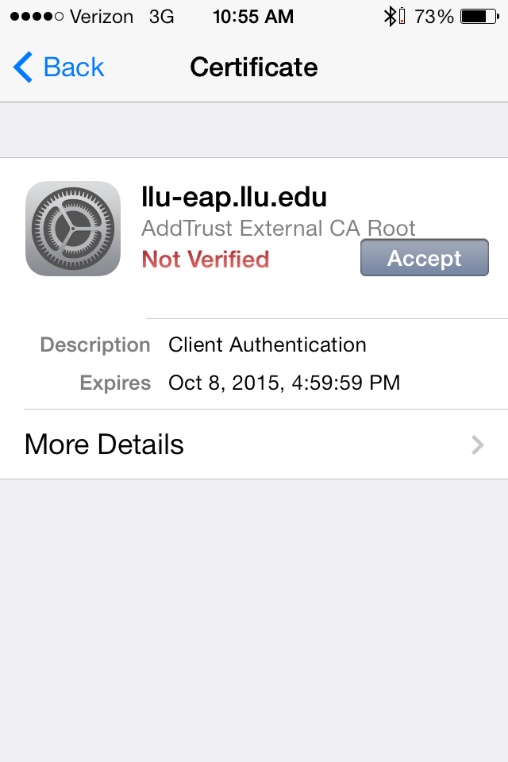 Verizon 3G 10:55 AM 73%
Back Certificate
llu-eap.llu.edu
AddTrust External CA Root
Not Verified Accept
Description Client Authentication
Expires Oct 8, 2015, 4:59:59 PM
More Details